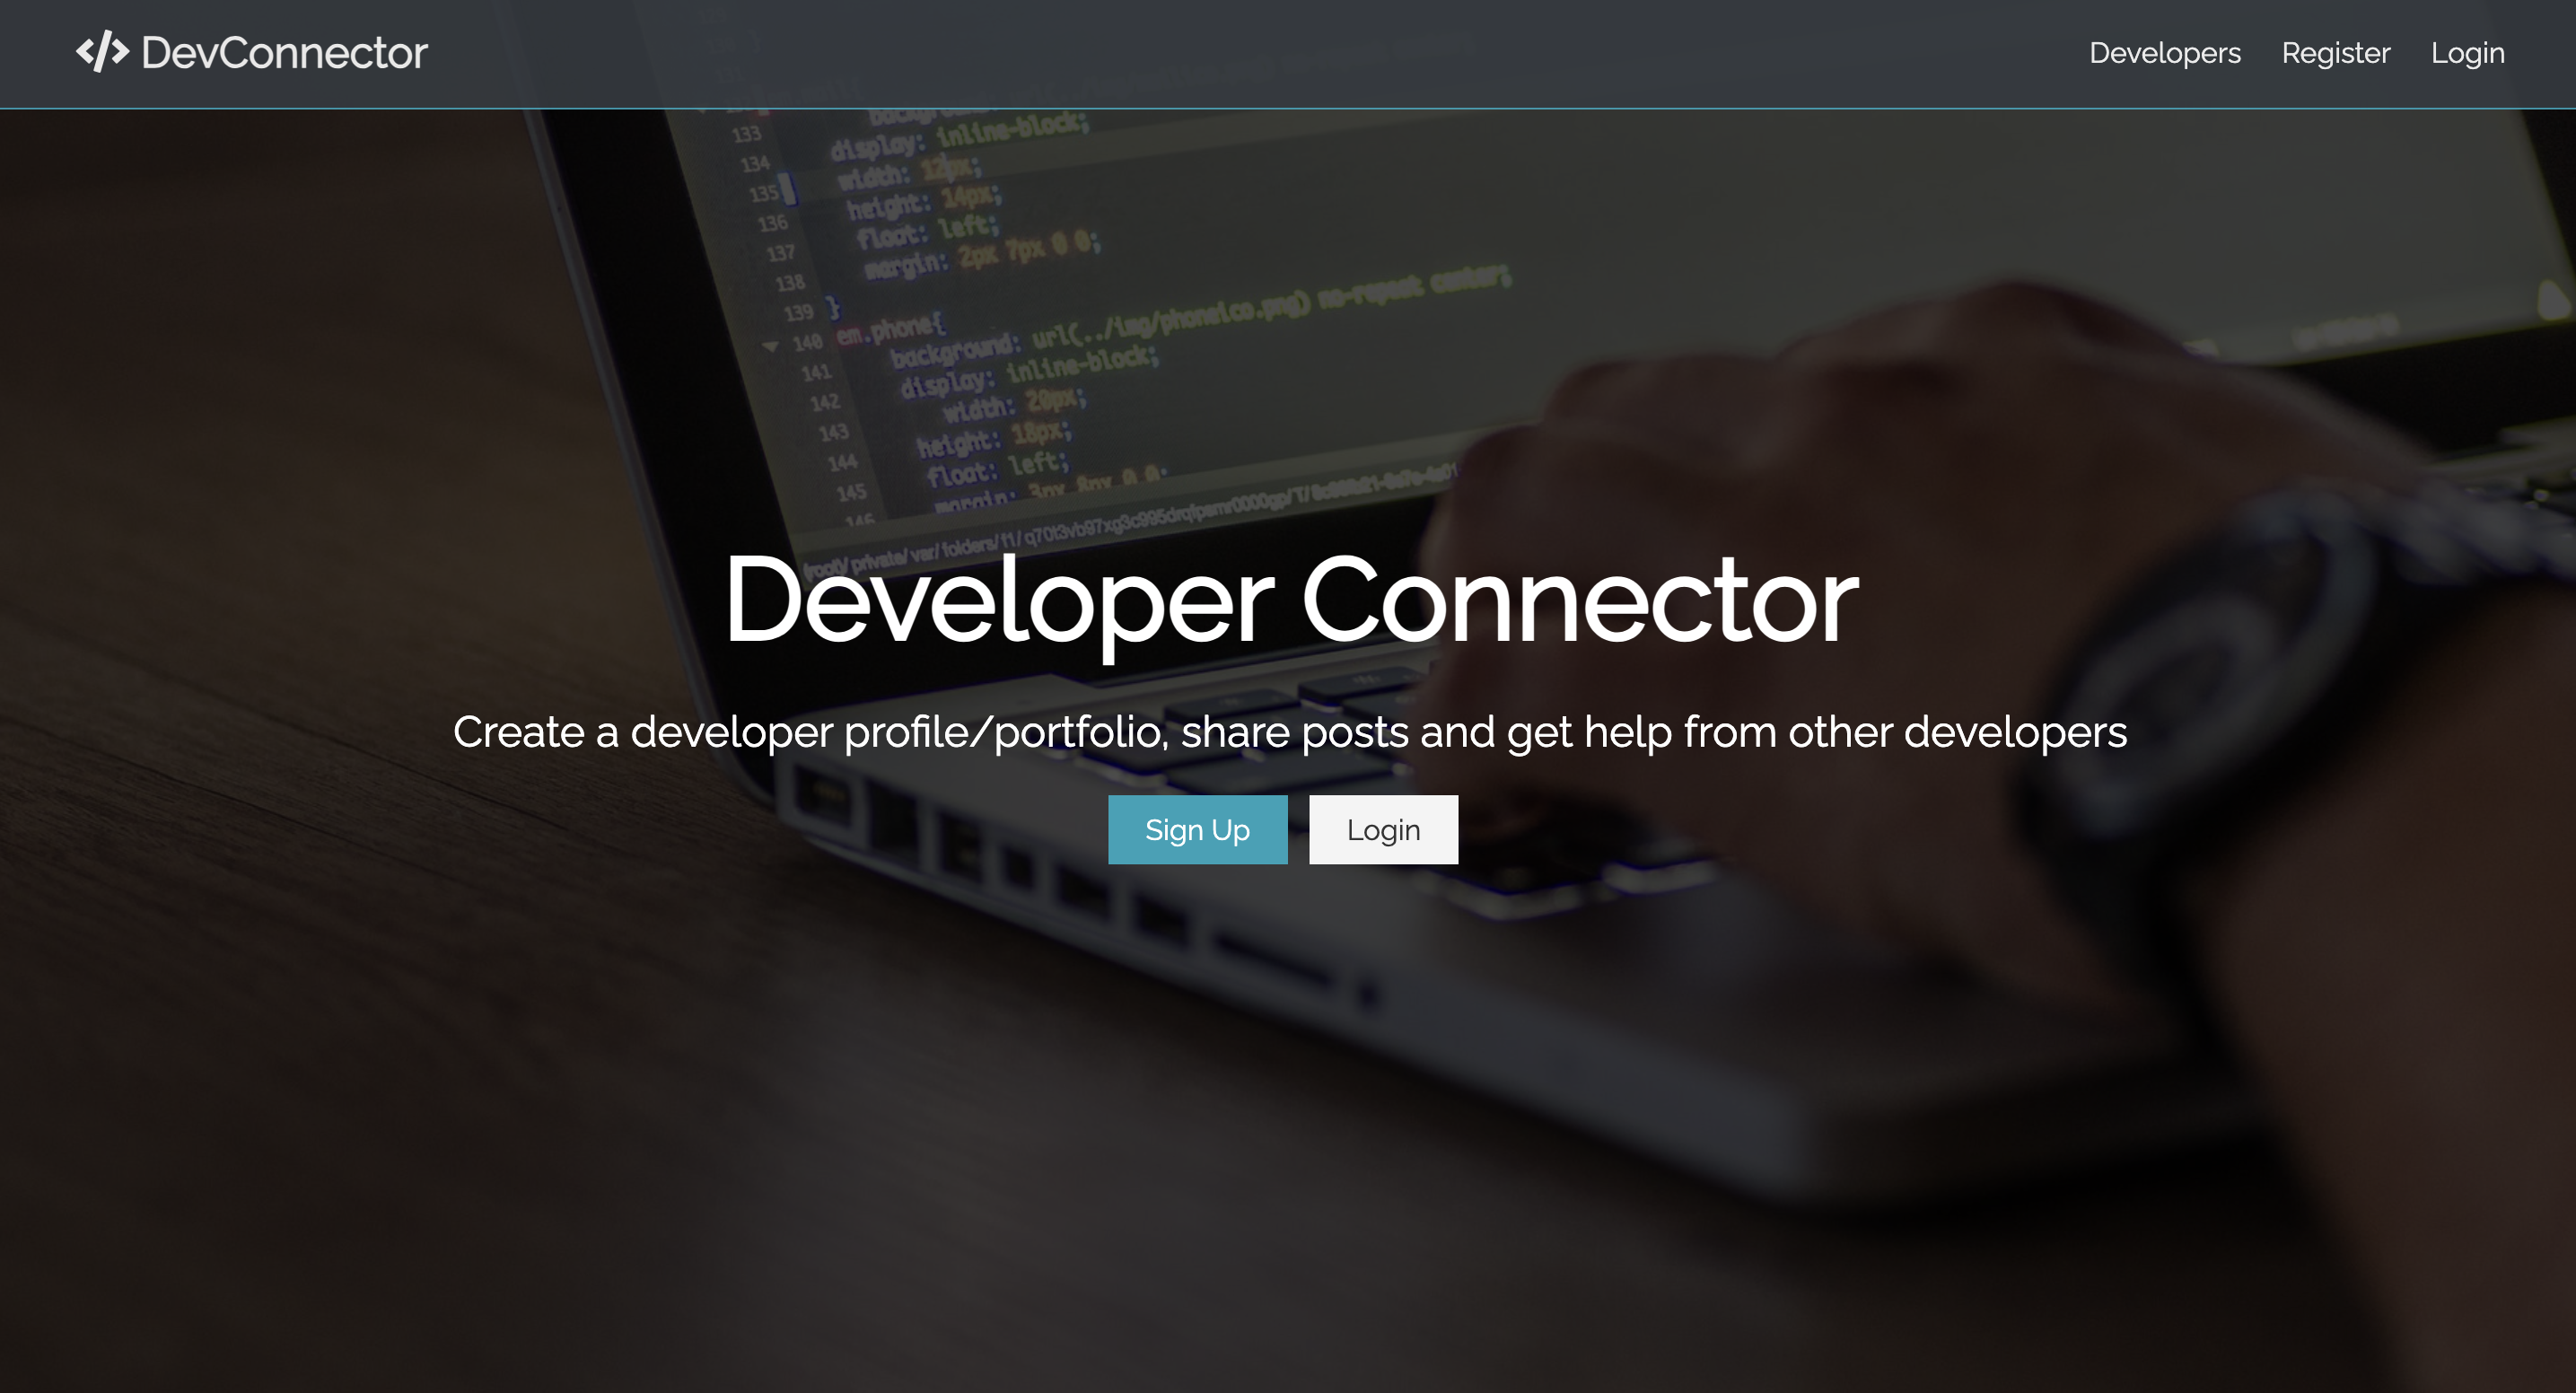 DevConnector
Developers Register Login
133 display: inline-block;
134 width: 12px;
135 height: 14px;
136 float: left;
137 margin: 2px 7px 0 0;
138
139 }
140 em.phone{
141 background: url(../img/phoneico.png) no-repeat center;
142 display: inline-block;
143 width: 20px;
144 height: 18px;
145 float: left;
146 margin: 3px 8px 0 0;
(root)/ private/ var/ folders/
Developer Connector
Create a developer profile/portfolio, share posts and get help from other developers
Sign Up
Login